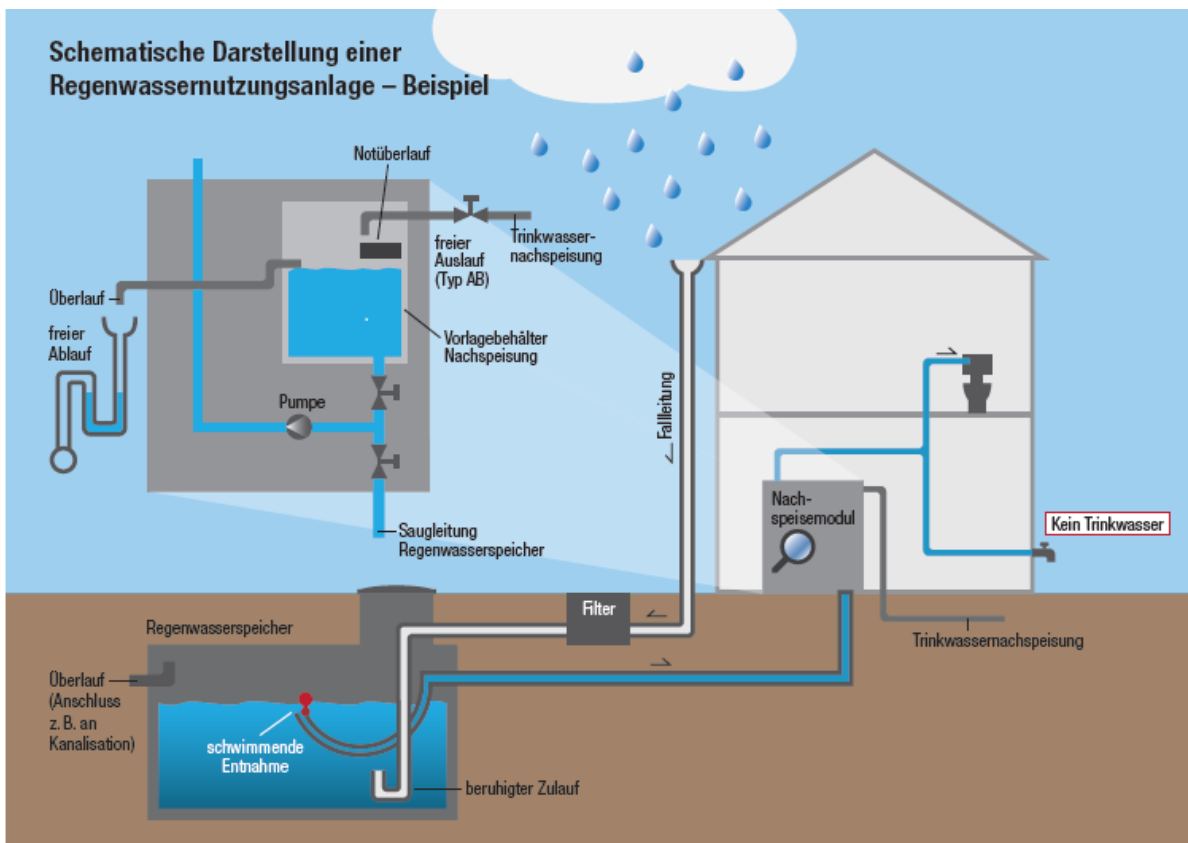 Schematische Darstellung einer
Regenwassernutzungsanlage – Beispiel
Notüberlauf
freier
Auslauf
(Typ AB)
Trinkwasser-
nachspeisung
Überlauf
freier
Ablauf
Vorlagebehälter
Nachspeisung
Pumpe
Saugleitung
Regenwasserspeicher
Fallleitung
Nach-
speisemodul
Kein Trinkwasser
Filter
Trinkwassernachspeisung
Regenwasserspeicher
Überlauf
(Anschluss
z. B. an
Kanalisation)
schwimmende
Entnahme
beruhigter Zulauf